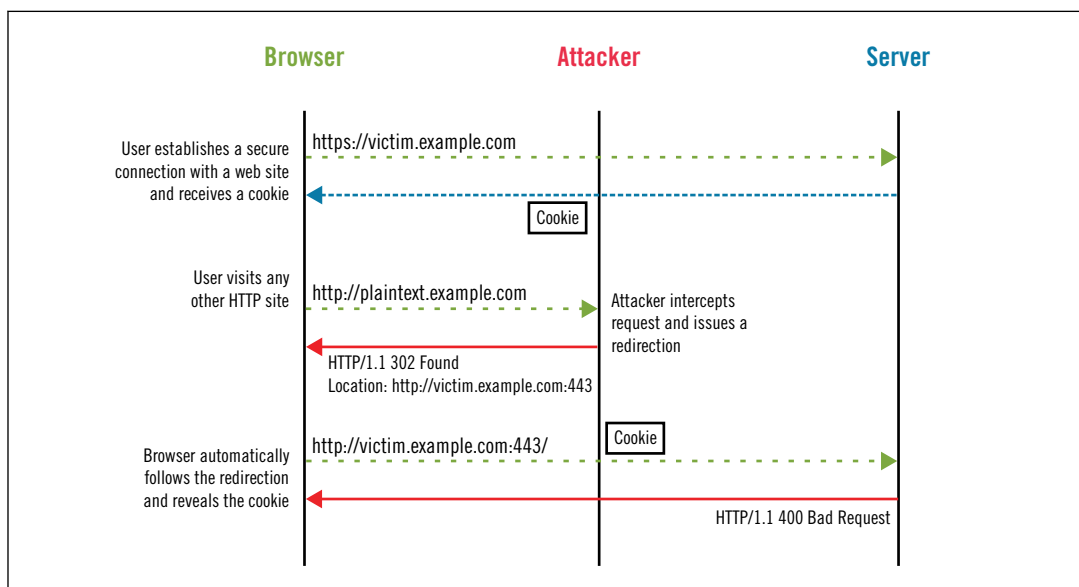 Browser
Attacker
Server
User establishes a secure
connection with a web site
and receives a cookie
https://victim.example.com
Cookie
User visits any
other HTTP site
http://plaintext.example.com
Attacker intercepts
request and issues a
redirection
HTTP/1.1 302 Found
Location: http://victim.example.com:443
Browser automatically
follows the redirection
and reveals the cookie
http://victim.example.com:443/
Cookie
HTTP/1.1 400 Bad Request